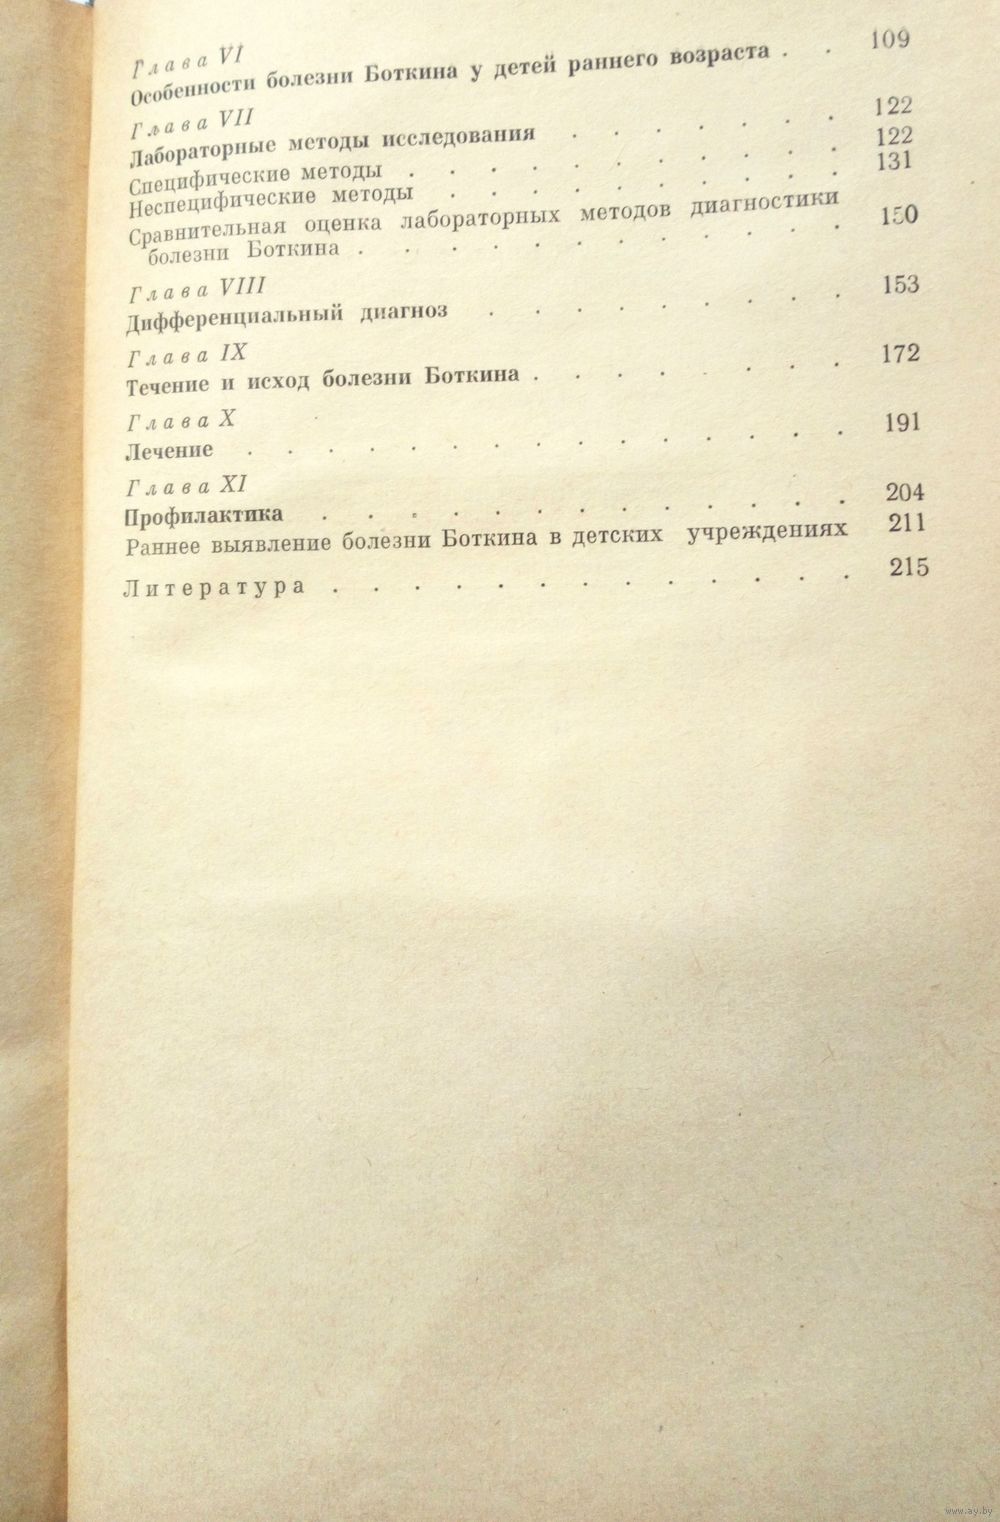 Глава VI
Особенности болезни Боткина у детей раннего возраста . . 109
Глава VII
Лабораторные методы исследования . . . . . . . 122
Специфические методы . . . . . . . . . . . 122
Неспецифические методы . . . . . . . . . . 131
Сравнительная оценка лабораторных методов диагностики
болезни Боткина . . . . . . . . . . . . 150
Глава VIII
Дифференциальный диагноз . . . . . . . . . 153
Глава IX
Течение и исход болезни Боткина . . . . . . . . 172
Глава X
Лечение . . . . . . . . . . . . . . . 191
Глава XI
Профилактика . . . . . . . . . . . . . 204
Раннее выявление болезни Боткина в детских учреждениях 211
Литература . . . . . . . . . . . . . 215
www.ay.by